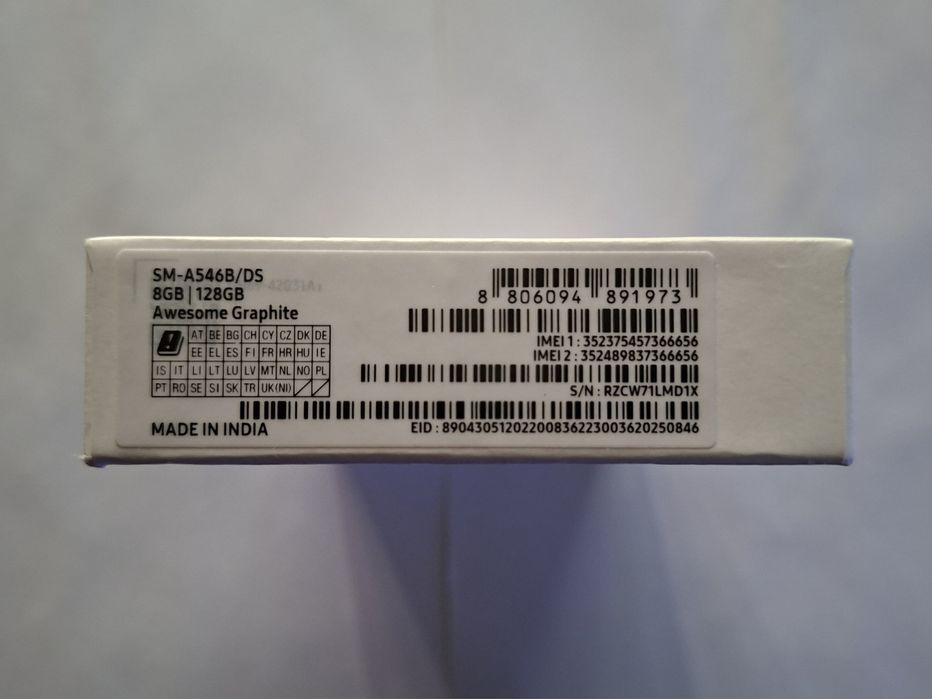 SM-A546B/DS
8GB | 128GB
Awesome Graphite
AT BE BG CH CY CZ DK DE
EE EL ES FI FR HR HU IE
IS IT LI LT LU LV MT NL NO PL
PT RO SE SI SK TR UK(NI)
MADE IN INDIA
8 806094 891973
IMEI 1 : 352375457366656
IMEI 2 : 352489837366656
S/N : RZCW71LMD1X
EID : 89043051202200836223003620250846